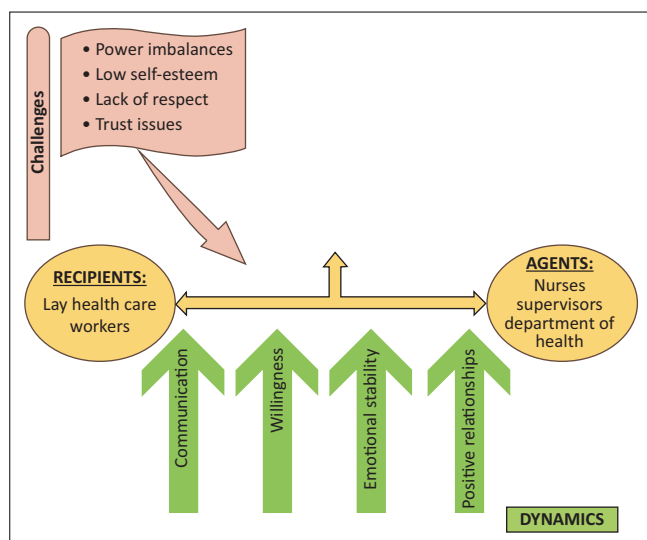 Challenges
• Power imbalances
• Low self-esteem
• Lack of respect
• Trust issues
RECIPIENTS:
Lay health care
workers
AGENTS:
Nurses
supervisors
department of
health
Communication
Willingness
Emotional stability
Positive relationships
DYNAMICS